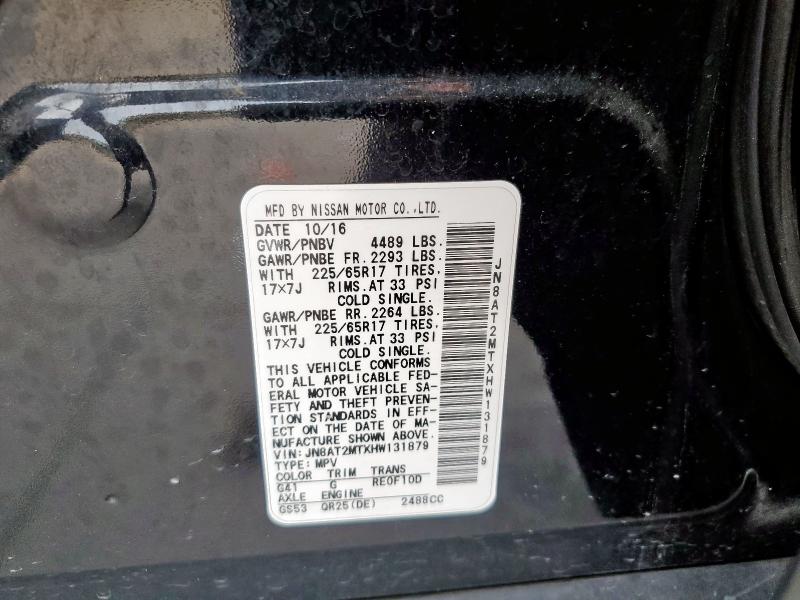 MFD BY NISSAN MOTOR CO.,LTD.
DATE 10/16
GVWR/PNBV 4489 LBS.
GAWR/PNBE FR. 2293 LBS.
WITH 225/65R17 TIRES,
17×7J RIMS.AT 33 PSI
COLD SINGLE.
GAWR/PNBE RR. 2264 LBS.
WITH 225/65R17 TIRES,
17×7J RIMS.AT 33 PSI
COLD SINGLE.
THIS VEHICLE CONFORMS
TO ALL APPLICABLE FED-
ERAL MOTOR VEHICLE SA-
FETY AND THEFT PREVEN-
TION STANDARDS IN EFF-
ECT ON THE DATE OF MA-
NUFACTURE SHOWN ABOVE.
VIN: JN8AT2MTXHW131879
TYPE: MPV
COLOR TRIM TRANS
G41 G RE0F10D
AXLE ENGINE
GS53 QR25(DE) 2488CC
JN8AT2MTXHW131879